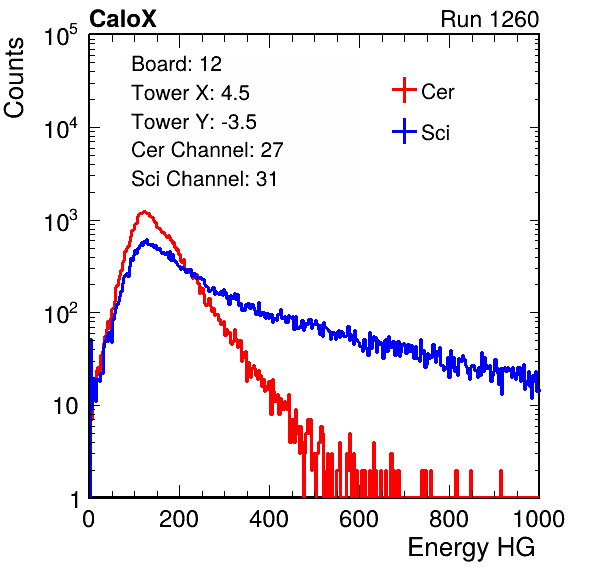 CaloX Run 1260
Counts
10^5
10^4
10^3
10^2
10
1
Board: 12
Tower X: 4.5
Tower Y: -3.5
Cer Channel: 27
Sci Channel: 31
Cer
Sci
0 200 400 600 800 1000
Energy HG